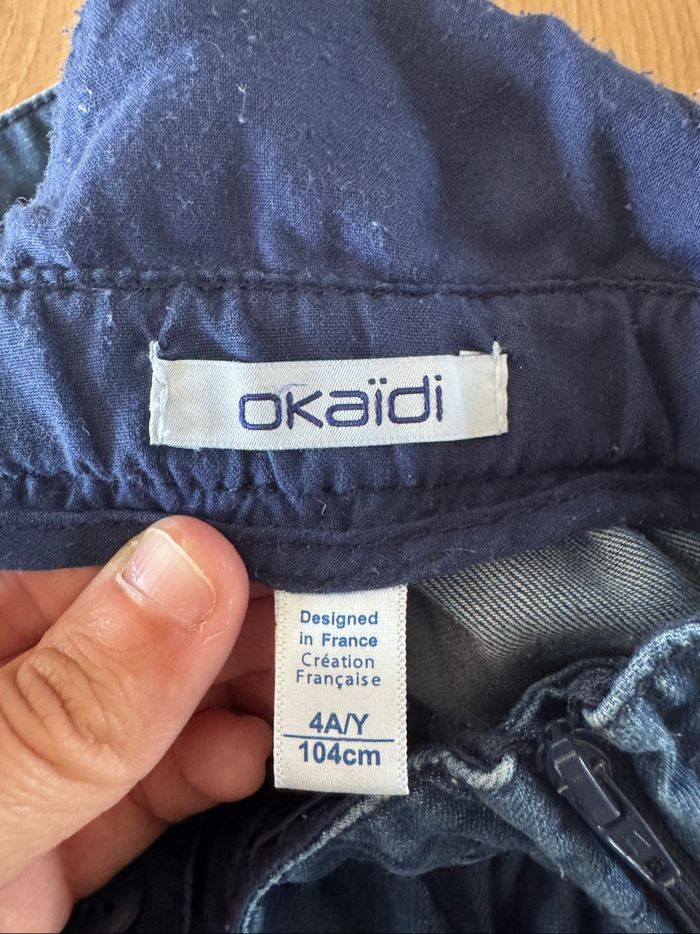 okaïdi
Designed
in France
Création
Française
4A/Y
104cm